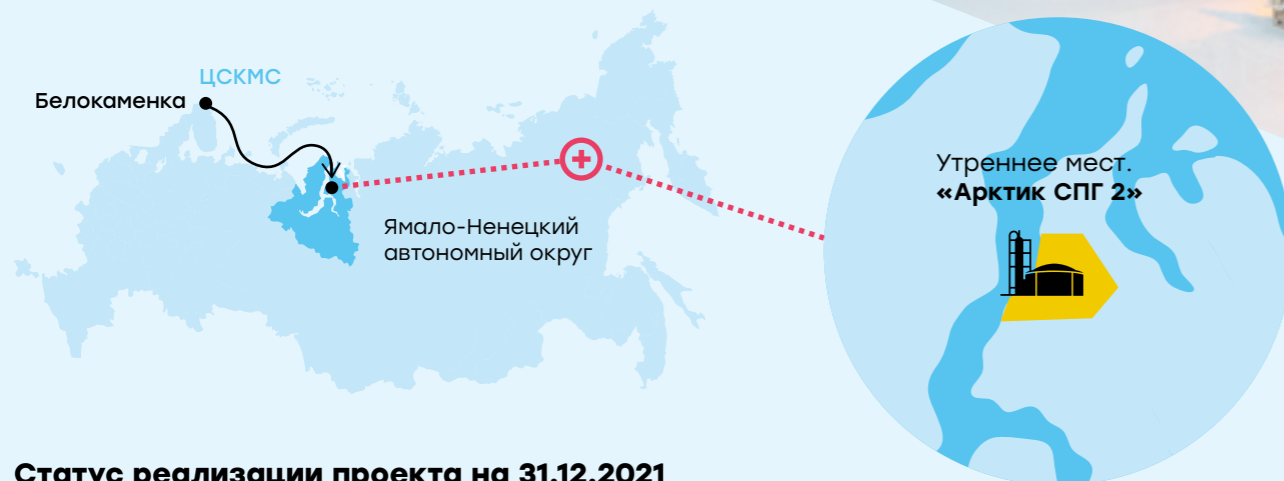 ЦСКМС
Белокаменка
Ямало-Ненецкий
автономный округ
Утреннее мест.
«Арктик СПГ 2»
Статус реализации проекта на 31.12.2021